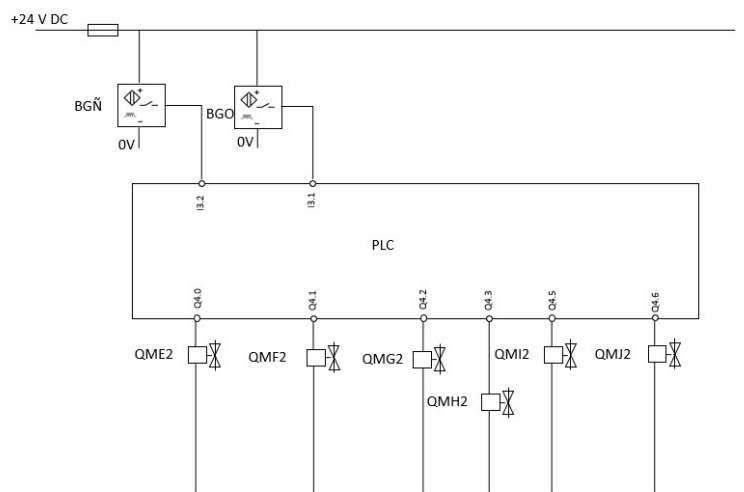 +24 V DC
BGÑ
BGO
0V
0V
I3.2
I3.1
PLC
Q4.0
Q4.1
Q4.2
Q4.3
Q4.5
Q4.6
QME2
QMF2
QMG2
QMI2
QMJ2
QMH2